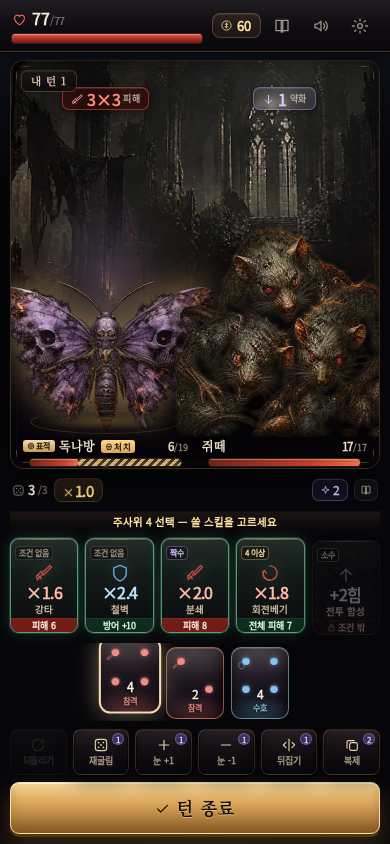 77/77
60
내 턴 1
3×3 피해
1 약화
표적 독나방 처치 6/19
쥐떼 17/17
3/3 ×1.0
2
주사위 4 선택 — 쓸 스킬을 고르세요
조건 없음
×1.6
강타
피해 6
조건 없음
×2.4
철벽
방어 +10
짝수
×2.0
분쇄
피해 8
4 이상
×1.8
회전베기
전체 피해 7
소수
+2힘
전투 함성
조건 밖
4
참격
2
참격
4
수호
되돌리기
재굴림 1
눈 +1 1
눈 -1 1
뒤집기 1
복제 2
턴 종료